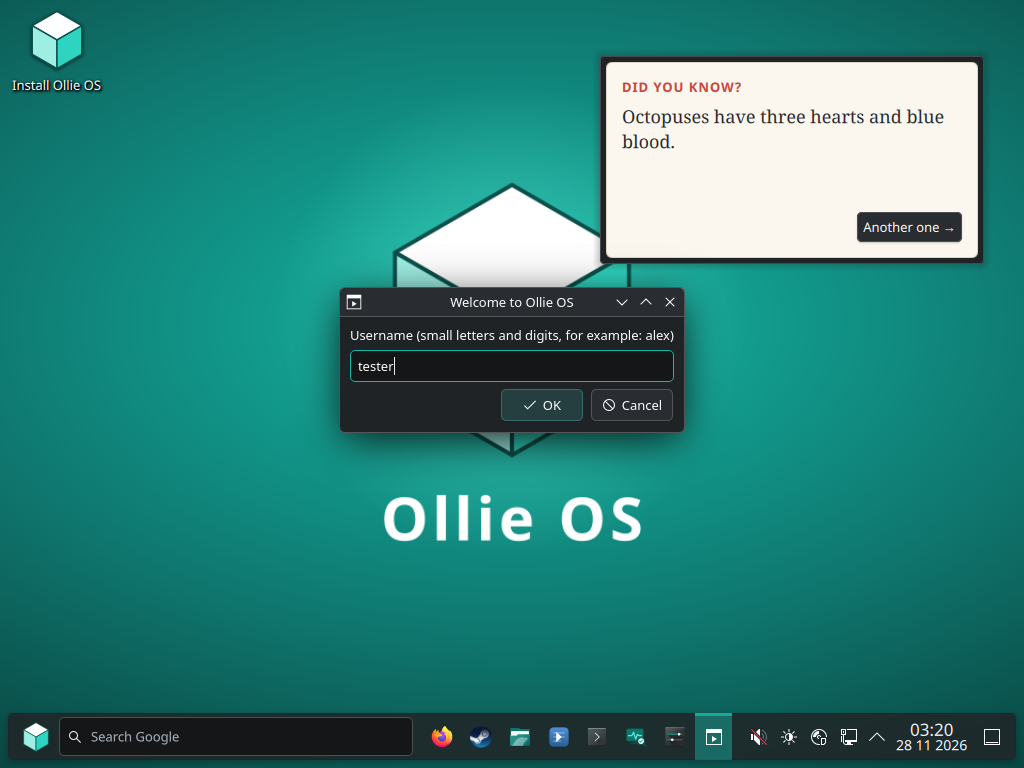 Install Ollie OS
DID YOU KNOW?
Octopuses have three hearts and blue
blood.
Another one →
Welcome to Ollie OS
Username (small letters and digits, for example: alex)
tester
OK
Cancel
Ollie OS
Search Google
03:20
28 11 2026